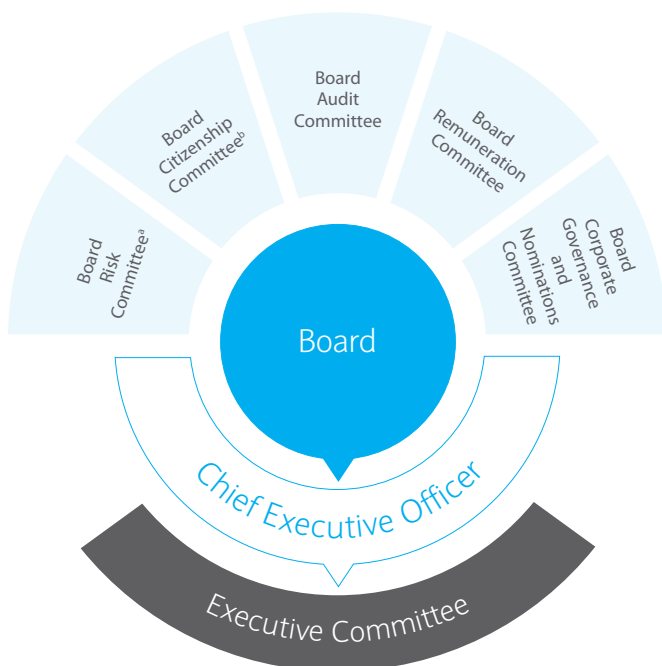 Board
Risk
Committeeᵃ
Board
Citizenship
Committeeᵇ
Board
Audit
Committee
Board
Remuneration
Committee
Board
Corporate
Governance
and
Nominations
Committee
Board
Chief Executive Officer
Executive Committee